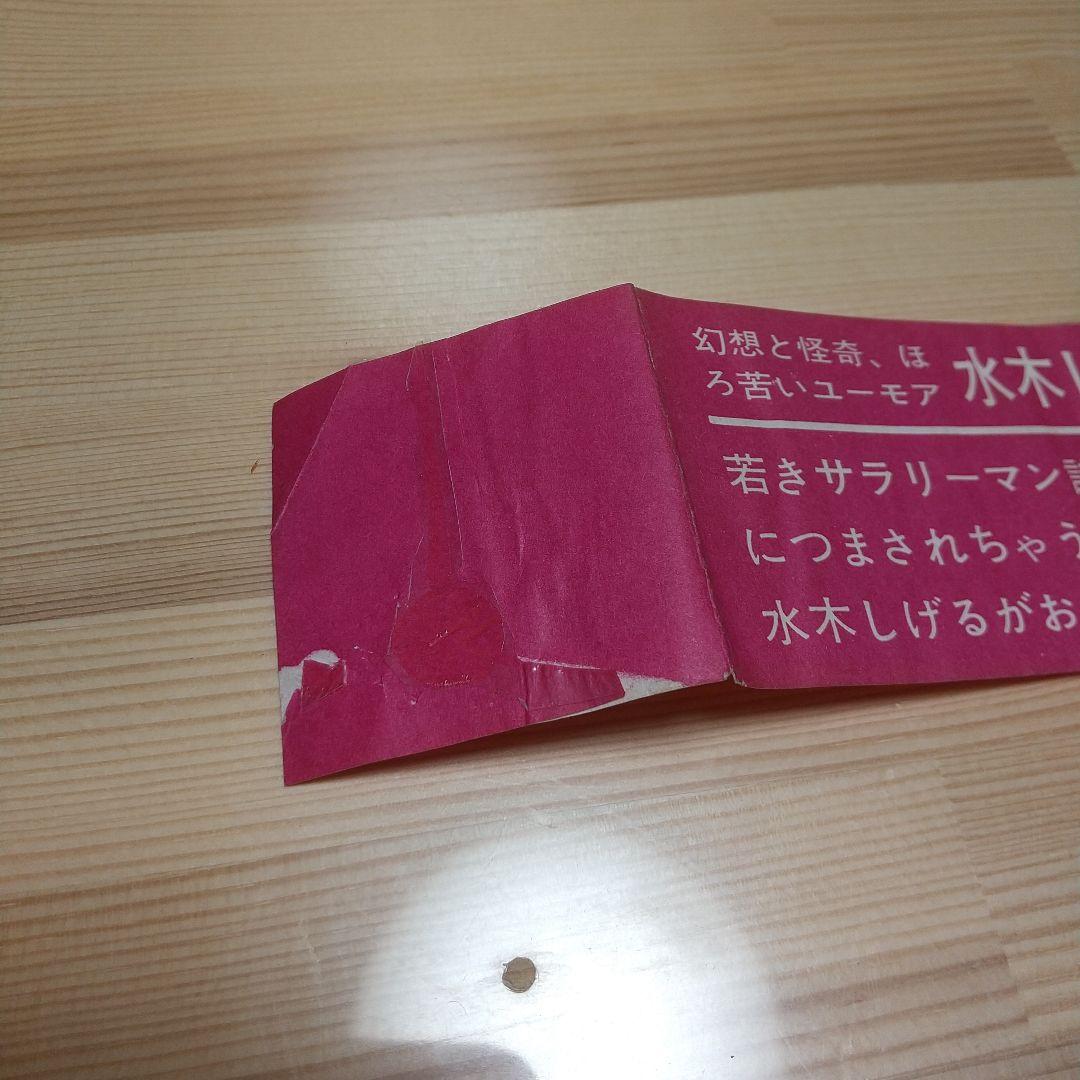 幻想と怪奇、ほ
ろ苦いユーモア
水木し
若きサラリーマン
につまされちゃう
水木しげるがお